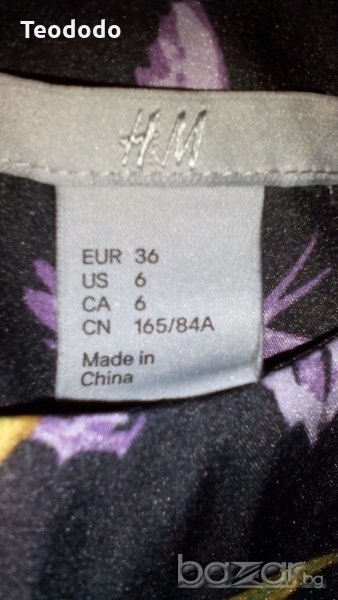 Teododo
H&M
EUR 36
US 6
CA 6
CN 165/84A
Made in
China
bazar.bg